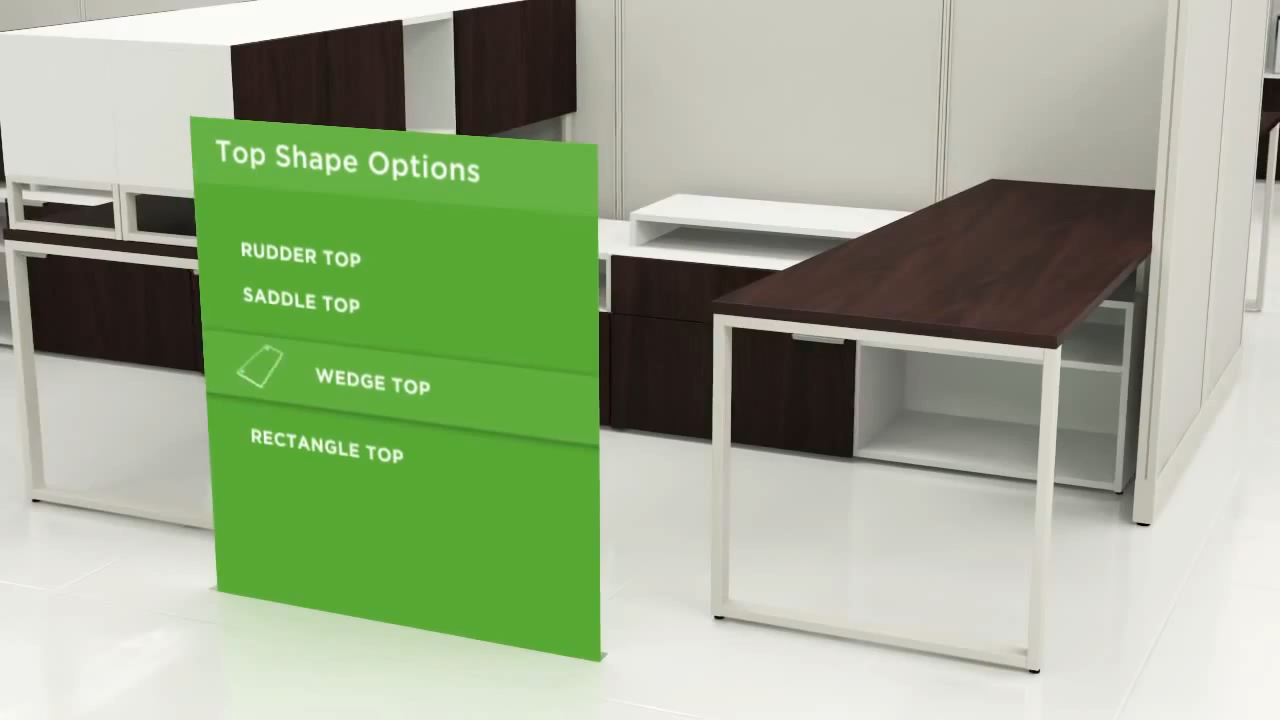 Top Shape Options
RUDDER TOP
SADDLE TOP
WEDGE TOP
RECTANGLE TOP